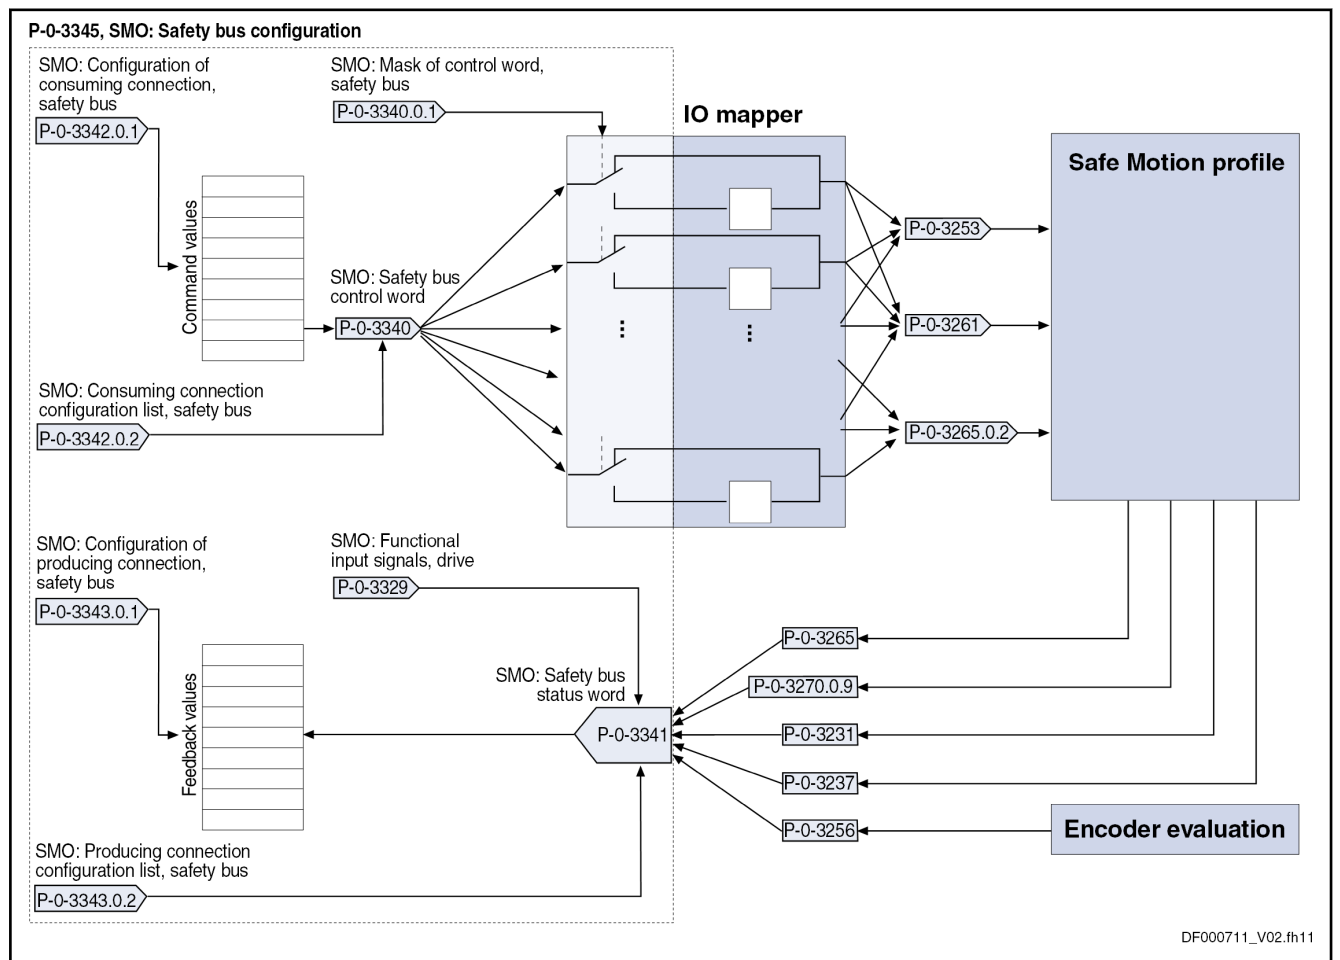 P-0-3345, SMO: Safety bus configuration
SMO: Configuration of
consuming connection,
safety bus
P-0-3342.0.1
SMO: Mask of control word,
safety bus
P-0-3340.0.1
IO mapper
Safe Motion profile
Command values
SMO: Safety bus
control word
P-0-3340
P-0-3253
P-0-3261
P-0-3265.0.2
SMO: Consuming connection
configuration list, safety bus
P-0-3342.0.2
SMO: Configuration of
producing connection,
safety bus
P-0-3343.0.1
SMO: Functional
input signals, drive
P-0-3329
Feedback values
SMO: Safety bus
status word
P-0-3341
P-0-3265
P-0-3270.0.9
P-0-3231
P-0-3237
P-0-3256
Encoder evaluation
SMO: Producing connection
configuration list, safety bus
P-0-3343.0.2
DF000711_V02.fh11